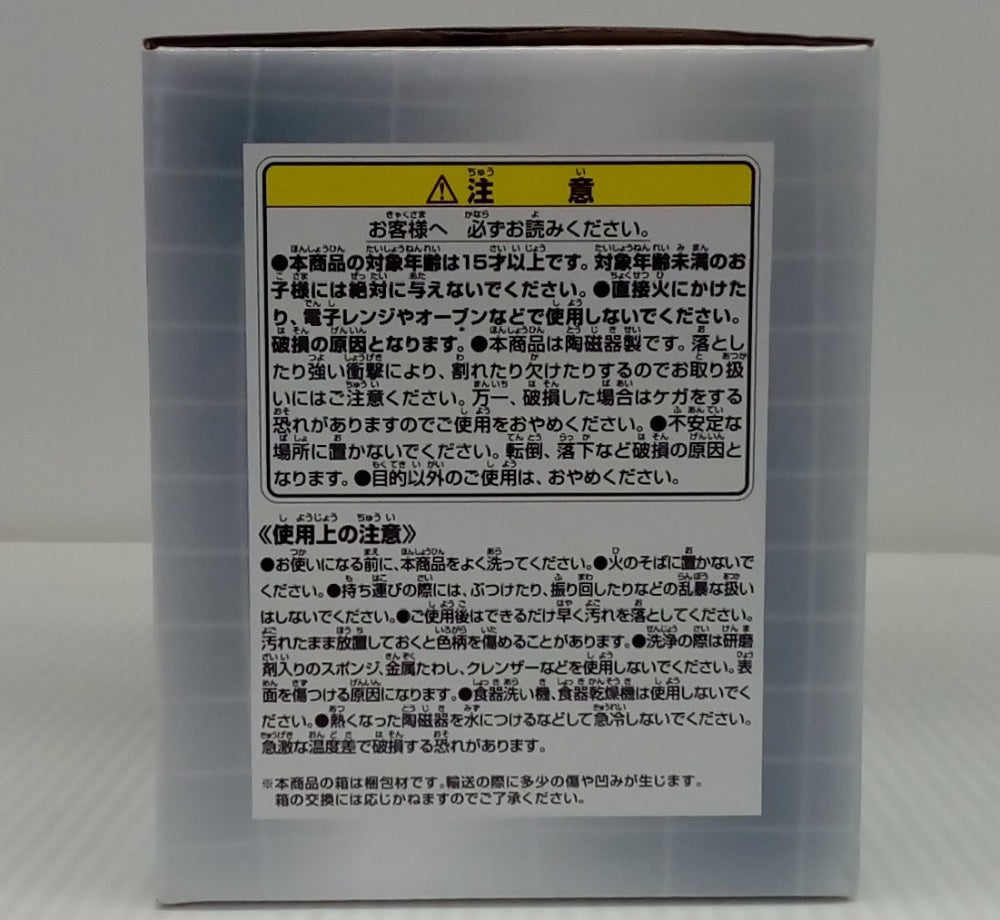 ⚠注意
お客様へ 必ずお読みください。
●本商品の対象年齢は15才以上です。対象年齢未満のお
子様には絶対に与えないでください。●直接火にかけた
り、電子レンジやオーブンなどで使用しないでください。
破損の原因となります。●本商品は陶磁器製です。落とし
たり強い衝撃により、割れたり欠けたりするのでお取り扱
いにはご注意ください。万一、破損した場合はケガをする
恐れがありますのでご使用をおやめください。●不安定な
場所に置かないでください。転倒、落下など破損の原因と
なります。●目的以外のご使用は、おやめください。
《使用上の注意》
●お使いになる前に、本商品をよく洗ってください。●火のそばに置かないで
ください。●持ち運びの際には、ぶつけたり、振り回したりなどの乱暴な扱い
はしないでください。●ご使用後はできるだけ早く汚れを落としてください。
汚れたまま放置しておくと色柄を傷めることがあります。●洗浄の際は研磨
剤入りのスポンジ、金属たわし、クレンザーなどを使用しないでください。表
面を傷つける原因になります。●食器洗い機、食器乾燥機は使用しないでく
ださい。●熱くなった陶磁器を水につけるなどして急冷しないでください。
急激な温度差で破損する恐れがあります。
※本商品の箱は梱包材です。輸送の際に多少の傷や凹みが生じます。
箱の交換には応じかねますのでご了承ください。